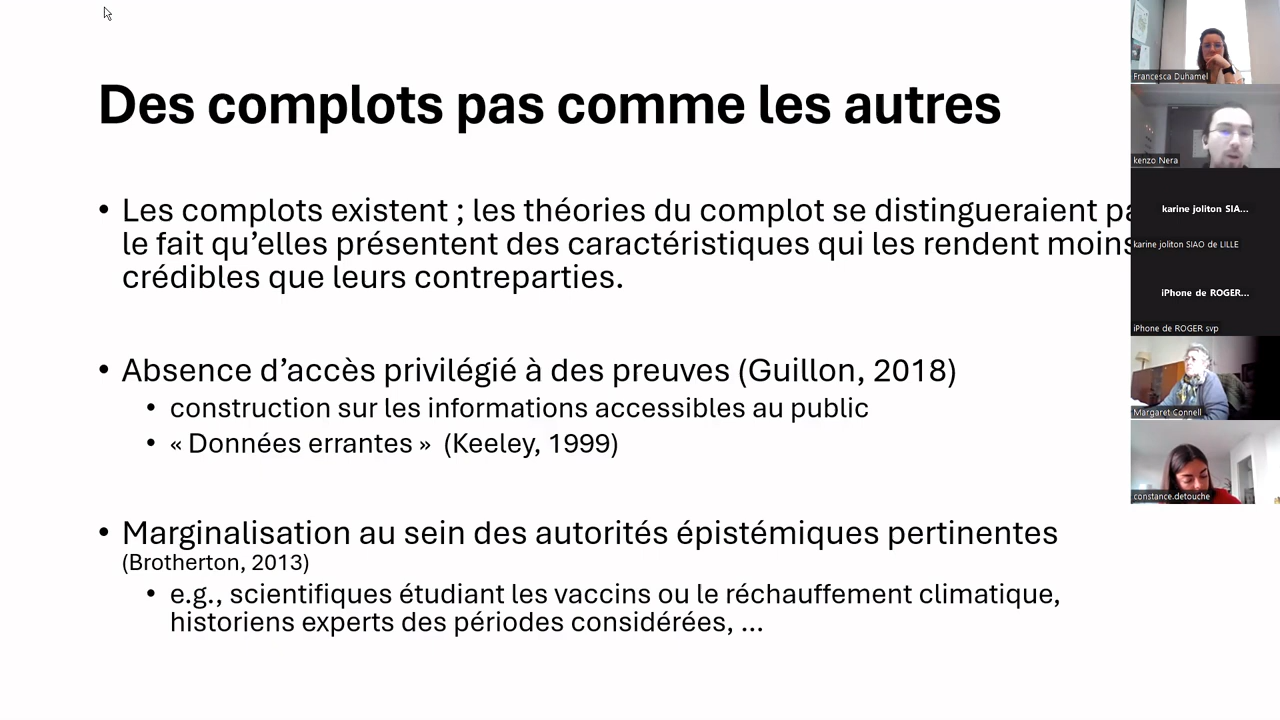 Des complots pas comme les autres
• Les complots existent ; les théories du complot se distingueraient pa
le fait qu’elles présentent des caractéristiques qui les rendent moins
crédibles que leurs contreparties.
• Absence d’accès privilégié à des preuves (Guillon, 2018)
• construction sur les informations accessibles au public
• « Données errantes » (Keeley, 1999)
• Marginalisation au sein des autorités épistémiques pertinentes
(Brotherton, 2013)
• e.g., scientifiques étudiant les vaccins ou le réchauffement climatique,
historiens experts des périodes considérées, ...
Francesca Duhamel
kenzo Nera
karine joliton SIA...
karine joliton SIAO de LILLE
iPhone de ROGER...
iPhone de ROGER svp
Margaret Connell
constance.detouche